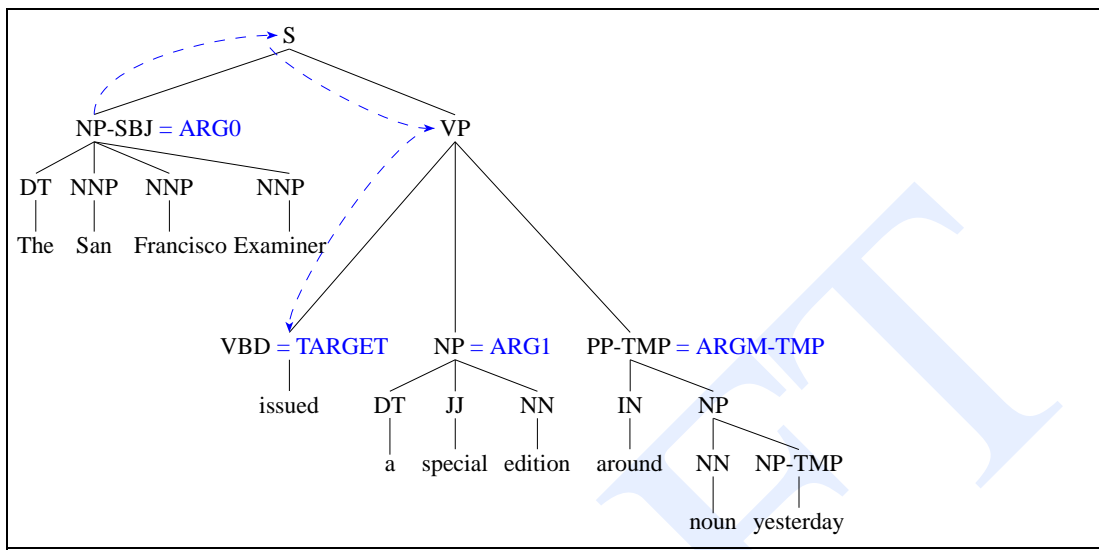 S
NP-SBJ = ARG0 VP
DT NNP NNP NNP
The San Francisco Examiner
VBD = TARGET NP = ARG1 PP-TMP = ARGM-TMP
issued DT JJ NN IN NP
a special edition around NN NP-TMP
noun yesterday
ET